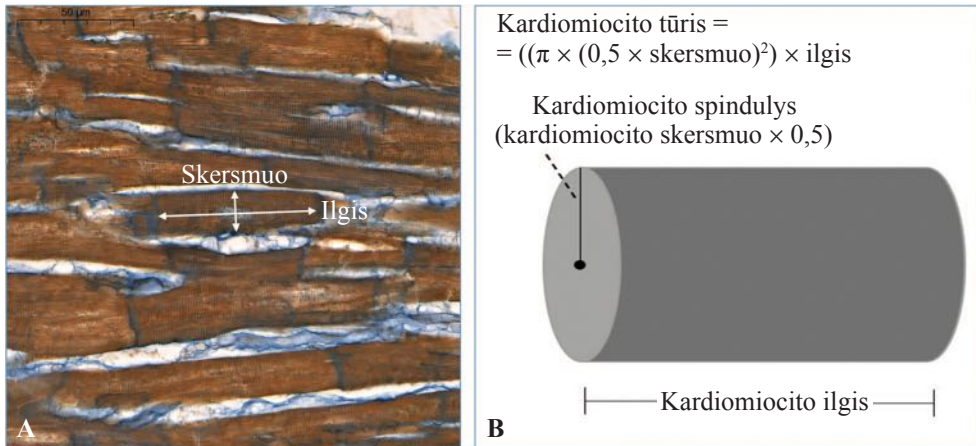 50 µm
Skersmuo
Ilgis
A
Kardiomiocito tūris =
= ((π × (0,5 × skersmuo)²) × ilgis
Kardiomiocito spindulys
(kardiomiocito skersmuo × 0,5)
Kardiomiocito ilgis
B